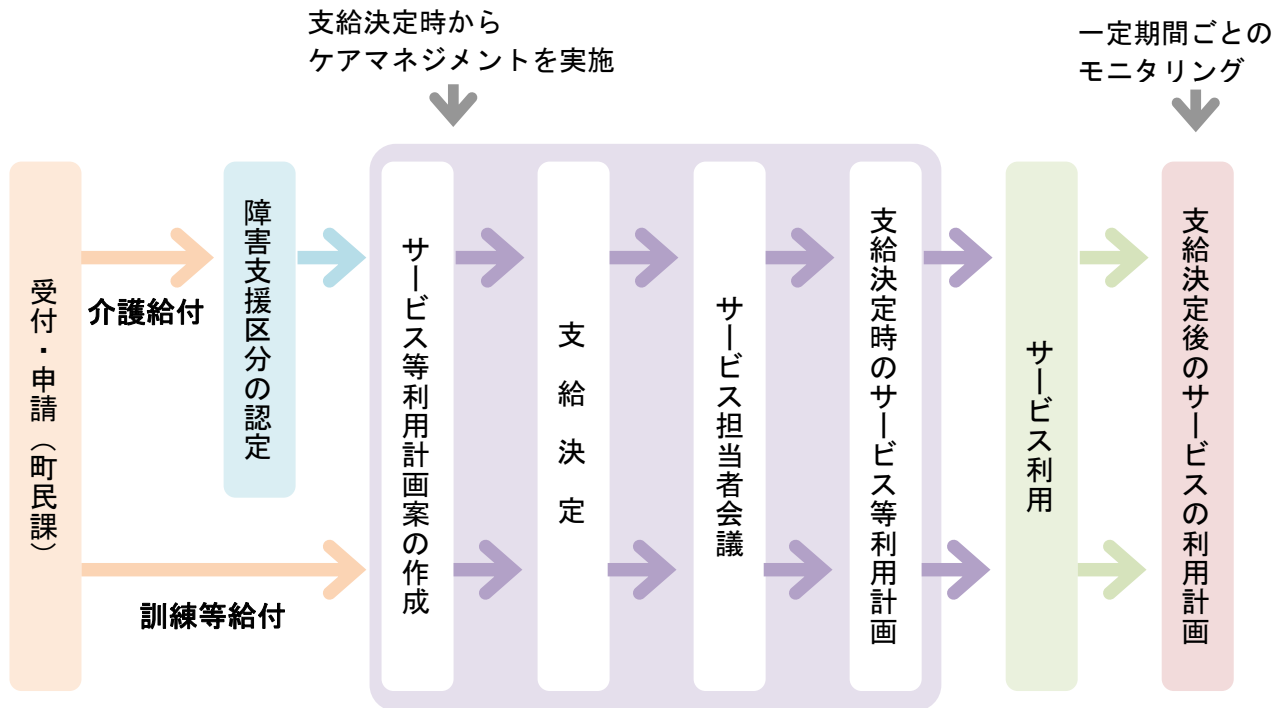 支給決定時から
ケアマネジメントを実施
一定期間ごとの
モニタリング
受付・申請（町民課）
介護給付
訓練等給付
障害支援区分の認定
サービス等利用計画案の作成
支給決定
サービス担当者会議
支給決定時のサービス等利用計画
サービス利用
支給決定後のサービスの利用計画